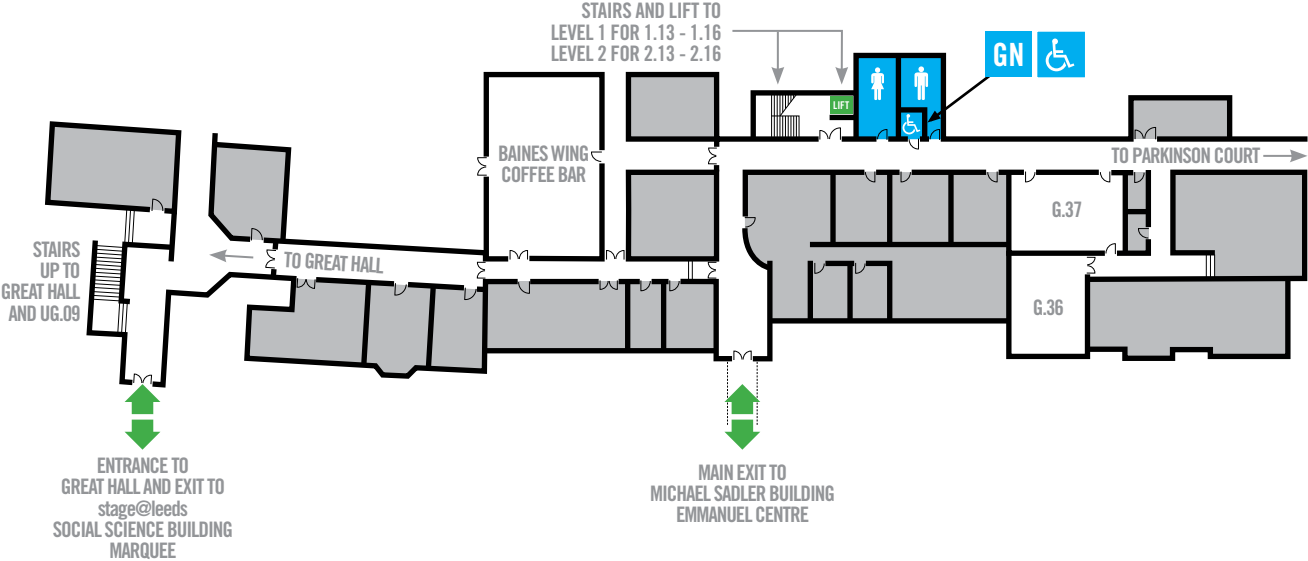 STAIRS AND LIFT TO
LEVEL 1 FOR 1.13 - 1.16
LEVEL 2 FOR 2.13 - 2.16
GN
LIFT
BAINES WING
COFFEE BAR
TO PARKINSON COURT
G.37
STAIRS
UP TO
GREAT HALL
AND UG.09
TO GREAT HALL
G.36
ENTRANCE TO
GREAT HALL AND EXIT TO
stage@leeds
SOCIAL SCIENCE BUILDING
MARQUEE
MAIN EXIT TO
MICHAEL SADLER BUILDING
EMMANUEL CENTRE